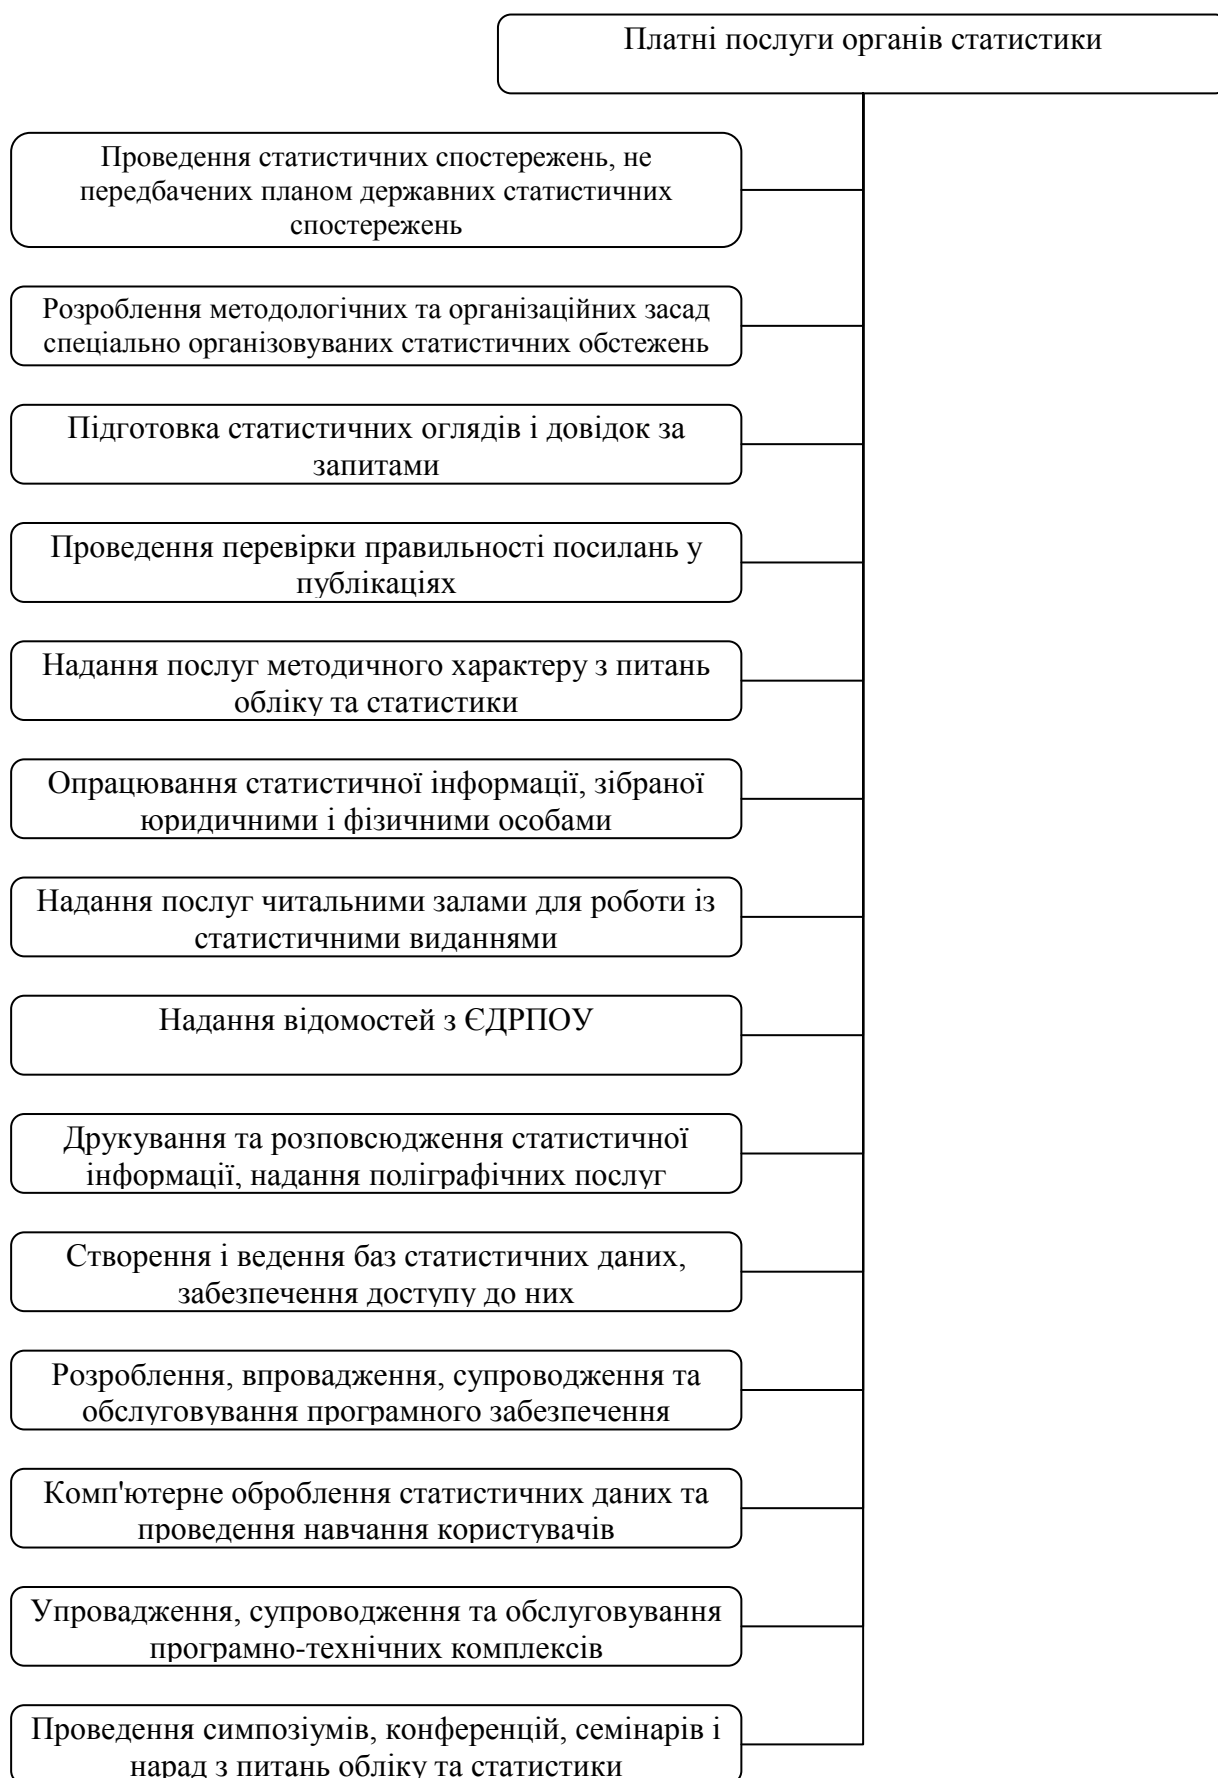 Платні послуги органів статистики
Проведення статистичних спостережень, не
передбачених планом державних статистичних
спостережень
Розроблення методологічних та організаційних засад
спеціально організовуваних статистичних обстежень
Підготовка статистичних оглядів і довідок за
запитами
Проведення перевірки правильності посилань у
публікаціях
Надання послуг методичного характеру з питань
обліку та статистики
Опрацювання статистичної інформації, зібраної
юридичними і фізичними особами
Надання послуг читальними залами для роботи із
статистичними виданнями
Надання відомостей з ЄДРПОУ
Друкування та розповсюдження статистичної
інформації, надання поліграфічних послуг
Створення і ведення баз статистичних даних,
забезпечення доступу до них
Розроблення, впровадження, супроводження та
обслуговування програмного забезпечення
Комп'ютерне оброблення статистичних даних та
проведення навчання користувачів
Упровадження, супроводження та обслуговування
програмно-технічних комплексів
Проведення симпозіумів, конференцій, семінарів і
нарад з питань обліку та статистики